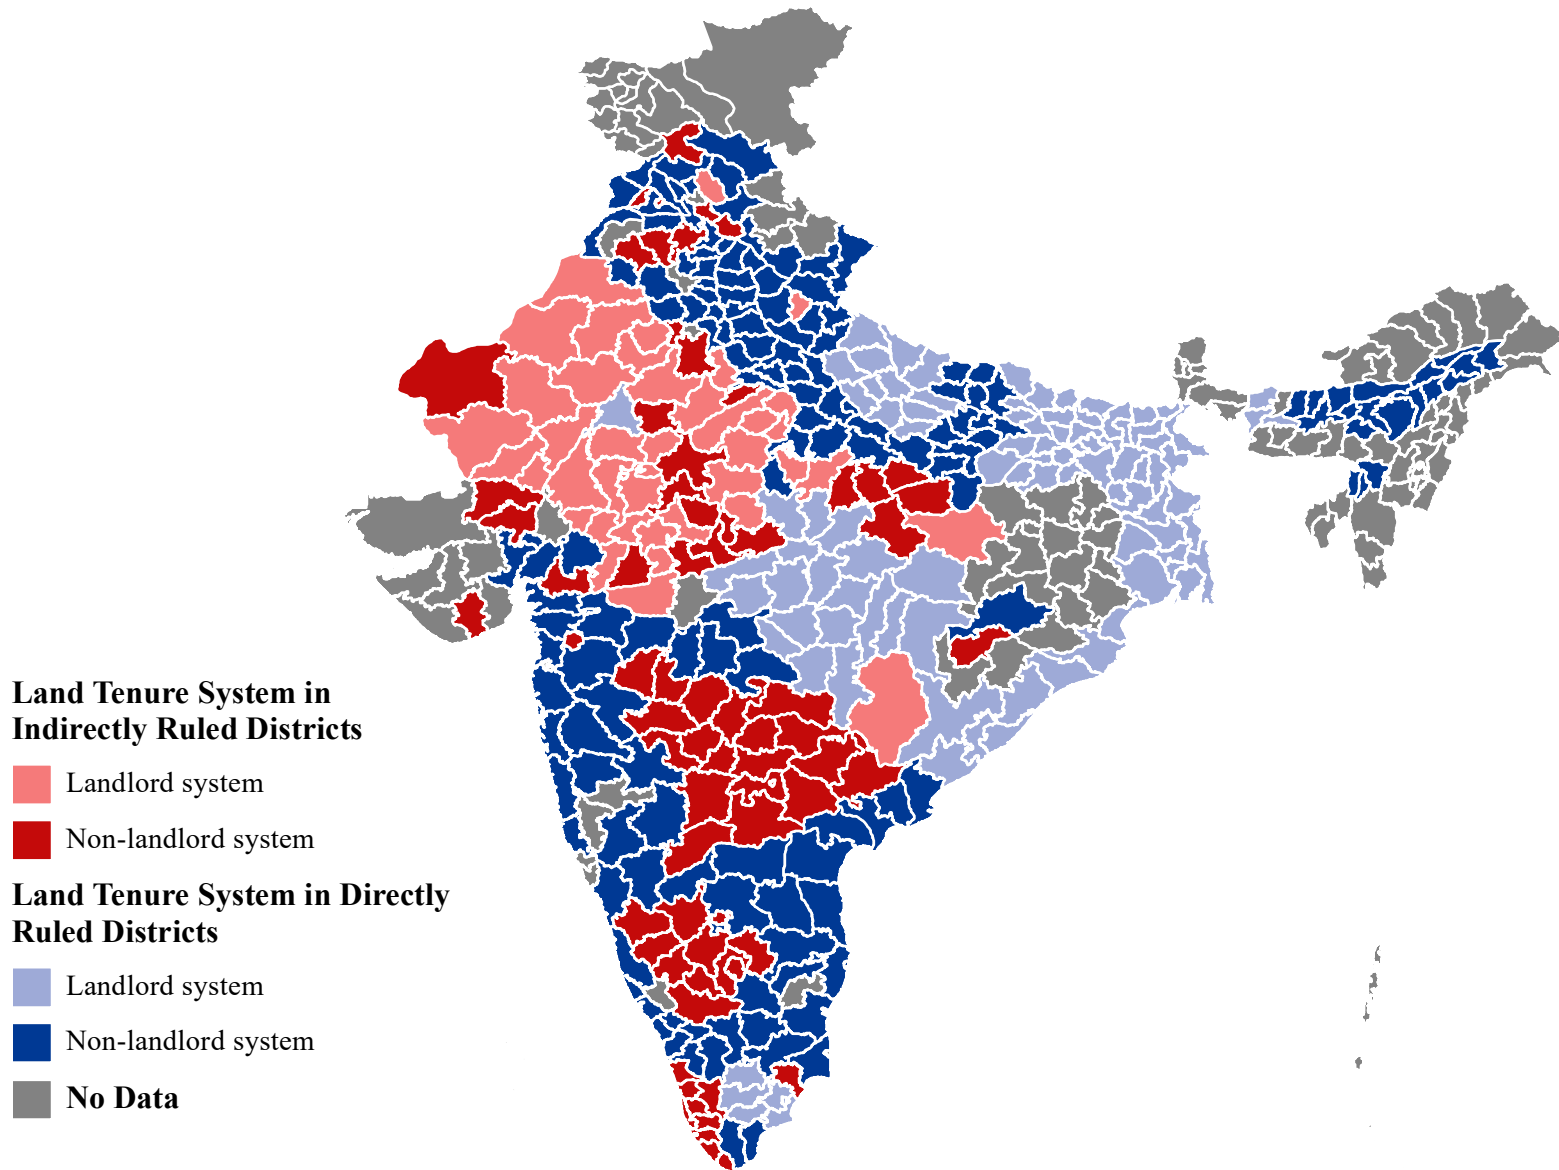 Land Tenure System in
Indirectly Ruled Districts
Landlord system
Non-landlord system
Land Tenure System in Directly
Ruled Districts
Landlord system
Non-landlord system
No Data